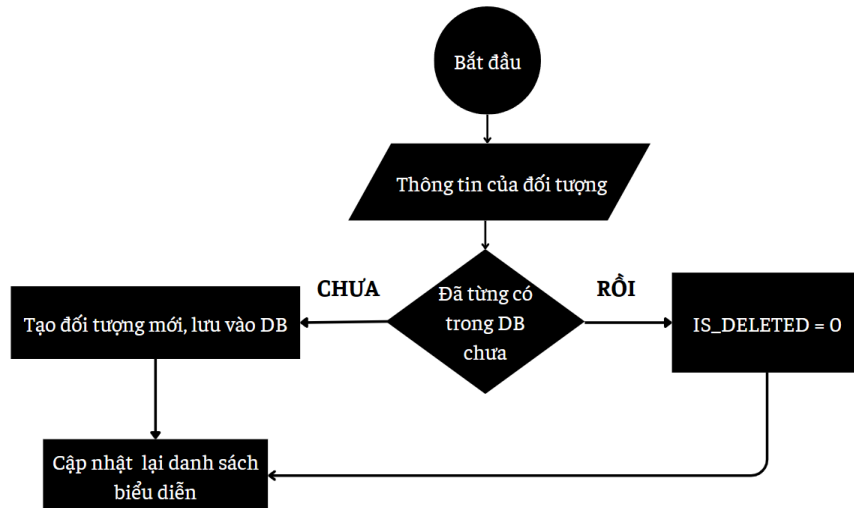 Bắt đầu
Thông tin của đối tượng
CHƯA
Đã từng có
trong DB
chưa
RỒI
Tạo đối tượng mới, lưu vào DB
IS_DELETED = 0
Cập nhật lại danh sách
biểu diễn